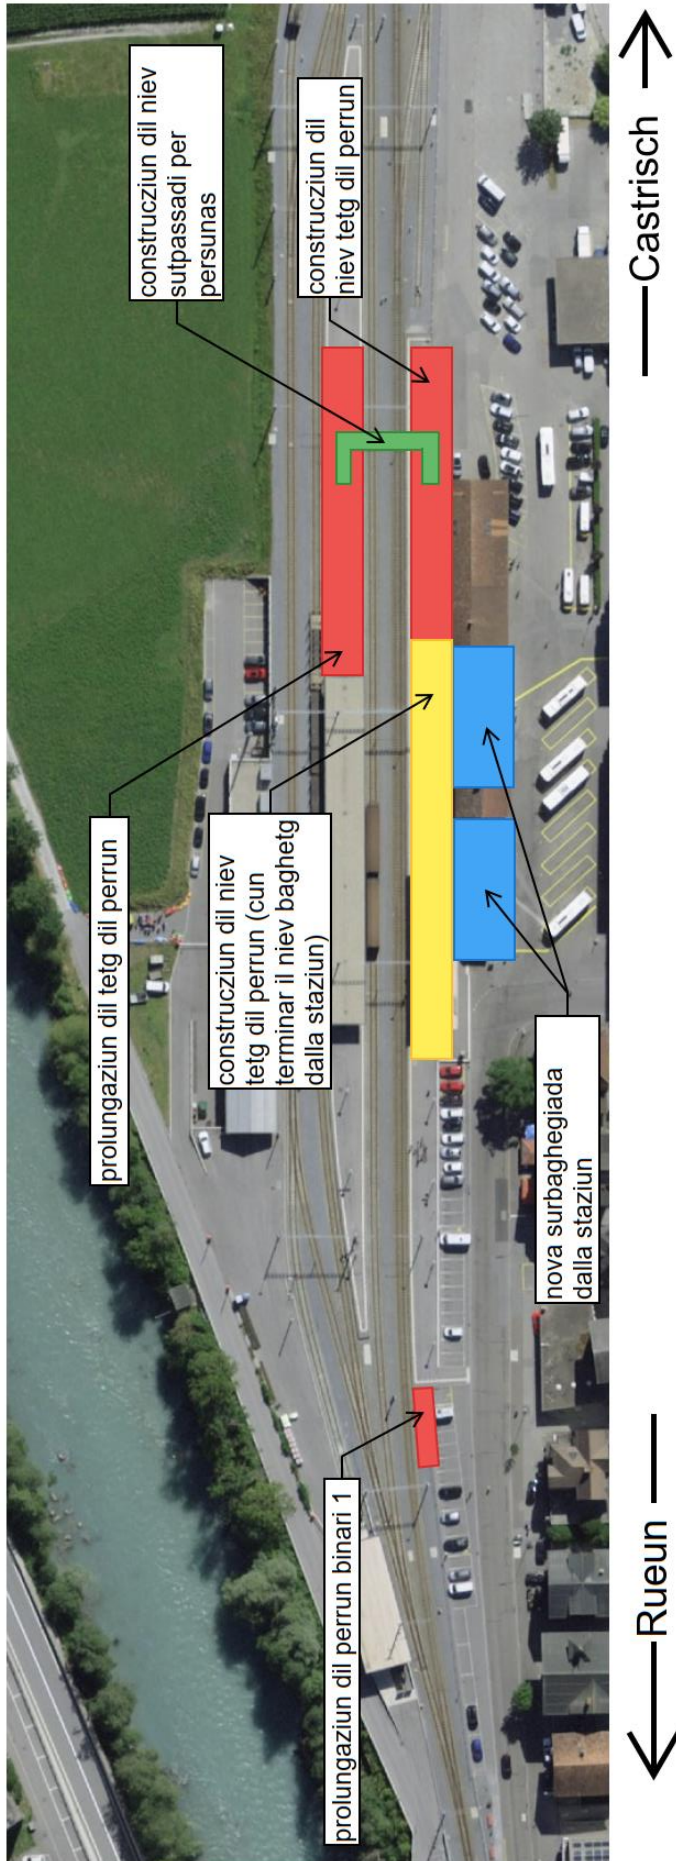 prolungaziun dil tetg dil perrun
construcziun dil niev
sutpassadi per
persunas
construcziun dil niev
tetg dil perrun (cun
terminar il niev baghetg
dalla staziun)
construcziun dil
niev tetg dil perrun
prolungaziun dil perrun binari 1
nova surbaghegiada
dalla staziun
Rueun
Castrisch